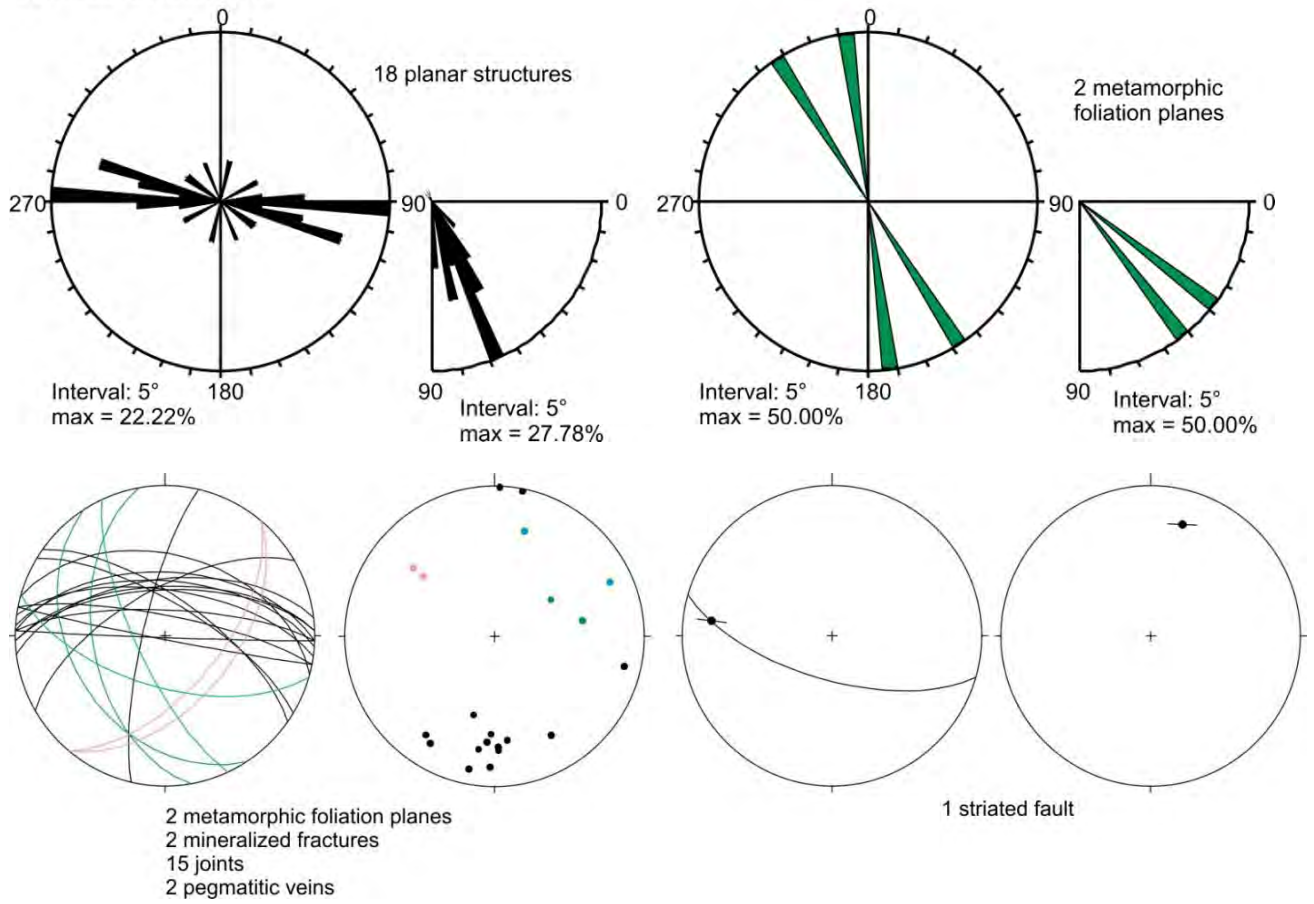 0
18 planar structures
270
90
0
Interval: 5°
max = 22.22%
180
90
Interval: 5°
max = 27.78%
0
2 metamorphic
foliation planes
270
90
0
Interval: 5°
max = 50.00%
180
90
Interval: 5°
max = 50.00%
2 metamorphic foliation planes
2 mineralized fractures
15 joints
2 pegmatitic veins
1 striated fault